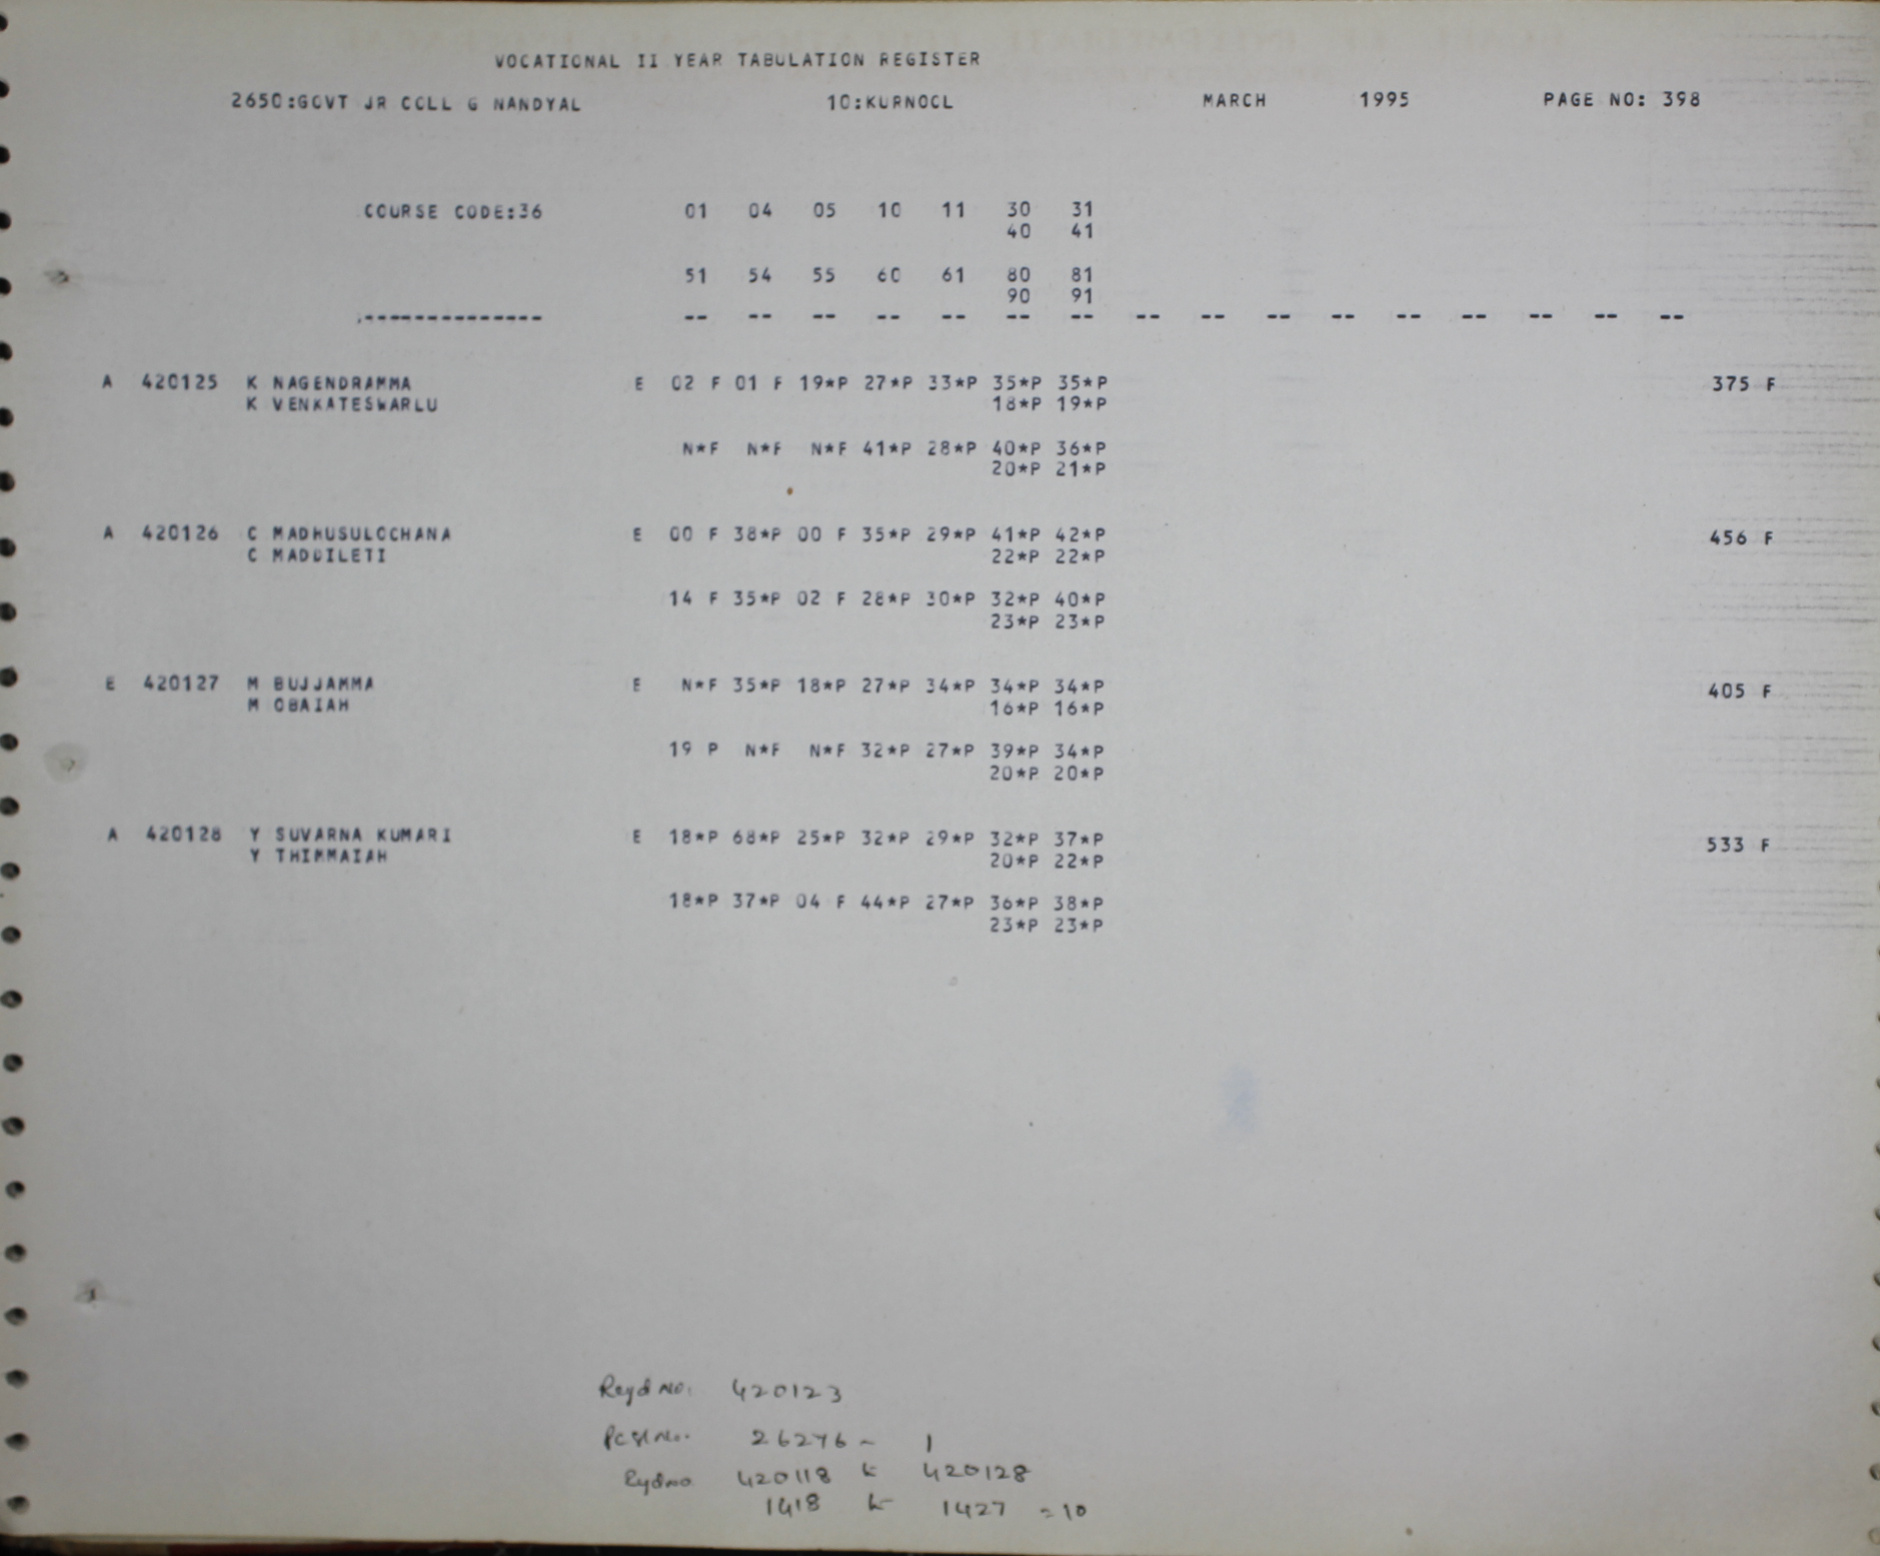 VOCATIONAL II YEAR TABULATION REGISTER
2650:GOVT JR COLL G NANDYAL 10:KURNOOL MARCH 1995 PAGE NO: 398
COURSE CODE:36 01 04 05 10 11 30 31
40 41
51 54 55 60 61 80 81
90 91
-------------- -- -- -- -- -- -- -- -- -- -- -- -- -- -- -- --
A 420125 K NAGENDRAMMA E 02 F 01 F 19*P 27*P 33*P 35*P 35*P 375 F
K VENKATESWARLU 18*P 19*P
N*F N*F N*F 41*P 28*P 40*P 36*P
20*P 21*P
A 420126 C MADHUSULOCHANA E 00 F 38*P 00 F 35*P 29*P 41*P 42*P 456 F
C MADDILETI 22*P 22*P
14 F 35*P 02 F 28*P 30*P 32*P 40*P
23*P 23*P
E 420127 M BUJJAMMA E N*F 35*P 18*P 27*P 34*P 34*P 34*P 405 F
M OBAIAH 16*P 16*P
19 P N*F N*F 32*P 27*P 39*P 34*P
20*P 20*P
A 420128 Y SUVARNA KUMARI E 18*P 68*P 25*P 32*P 29*P 32*P 37*P 533 F
Y THIMMAIAH 20*P 22*P
18*P 37*P 04 F 44*P 27*P 36*P 38*P
23*P 23*P
Regd No: 420123
26276 - 1
Regd no 420118 to 420128
1418 to 1427 = 10